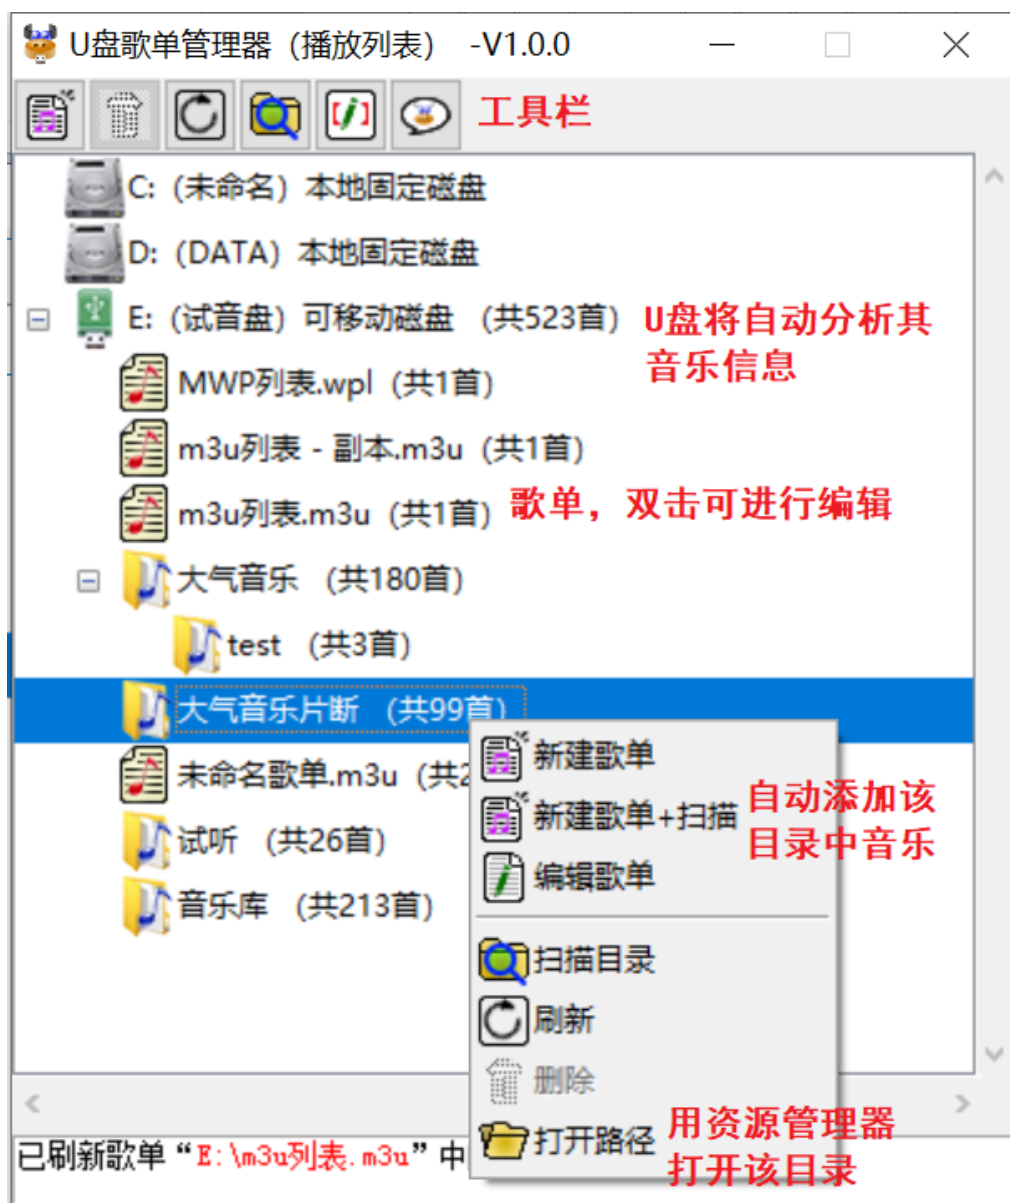 U盘歌单管理器（播放列表） -V1.0.0
工具栏
C:（未命名）本地固定磁盘
D:（DATA）本地固定磁盘
E:（试音盘）可移动磁盘 （共523首）
U盘将自动分析其
音乐信息
MWP列表.wpl（共1首）
m3u列表 - 副本.m3u（共1首）
m3u列表.m3u（共1首）
歌单，双击可进行编辑
大气音乐 （共180首）
test （共3首）
大气音乐片断 （共99首）
未命名歌单.m3u（共2
试听 （共26首）
音乐库 （共213首）
新建歌单
新建歌单+扫描
自动添加该
目录中音乐
编辑歌单
扫描目录
刷新
删除
打开路径
用资源管理器
打开该目录
已刷新歌单“E:\m3u列表.m3u”中